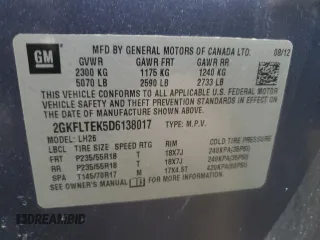 GM
MFD BY GENERAL MOTORS OF CANADA LTD.
08/12
GVWR GAWR FRT GAWR RR
2300 KG 1175 KG 1240 KG
5070 LB 2590 LB 2733 LB
THIS VEHICLE CONFORMS TO ALL APPLICABLE U.S. FEDERAL
MOTOR VEHICLE SAFETY, BUMPER, AND THEFT PREVENTION
STANDARDS IN EFFECT ON THE DATE OF MANUFACTURE
SHOWN ABOVE.
2GKFLTEK5D6138017 TYPE: M.P.V.
LH26
LBCL TIRE SIZE SPEED RTG RIM COLD TIRE PRESSURE
FRT P235/55R18 T 18X7J 240KPA(35PSI)
RR P235/55R18 T 18X7J 240KPA(35PSI)
SPA T145/70R17 M 17X4.5T 420KPA(60PSI)
SEE OWNER'S MANUAL FOR ADDITIONAL INFORMATION.
IDREAMBID